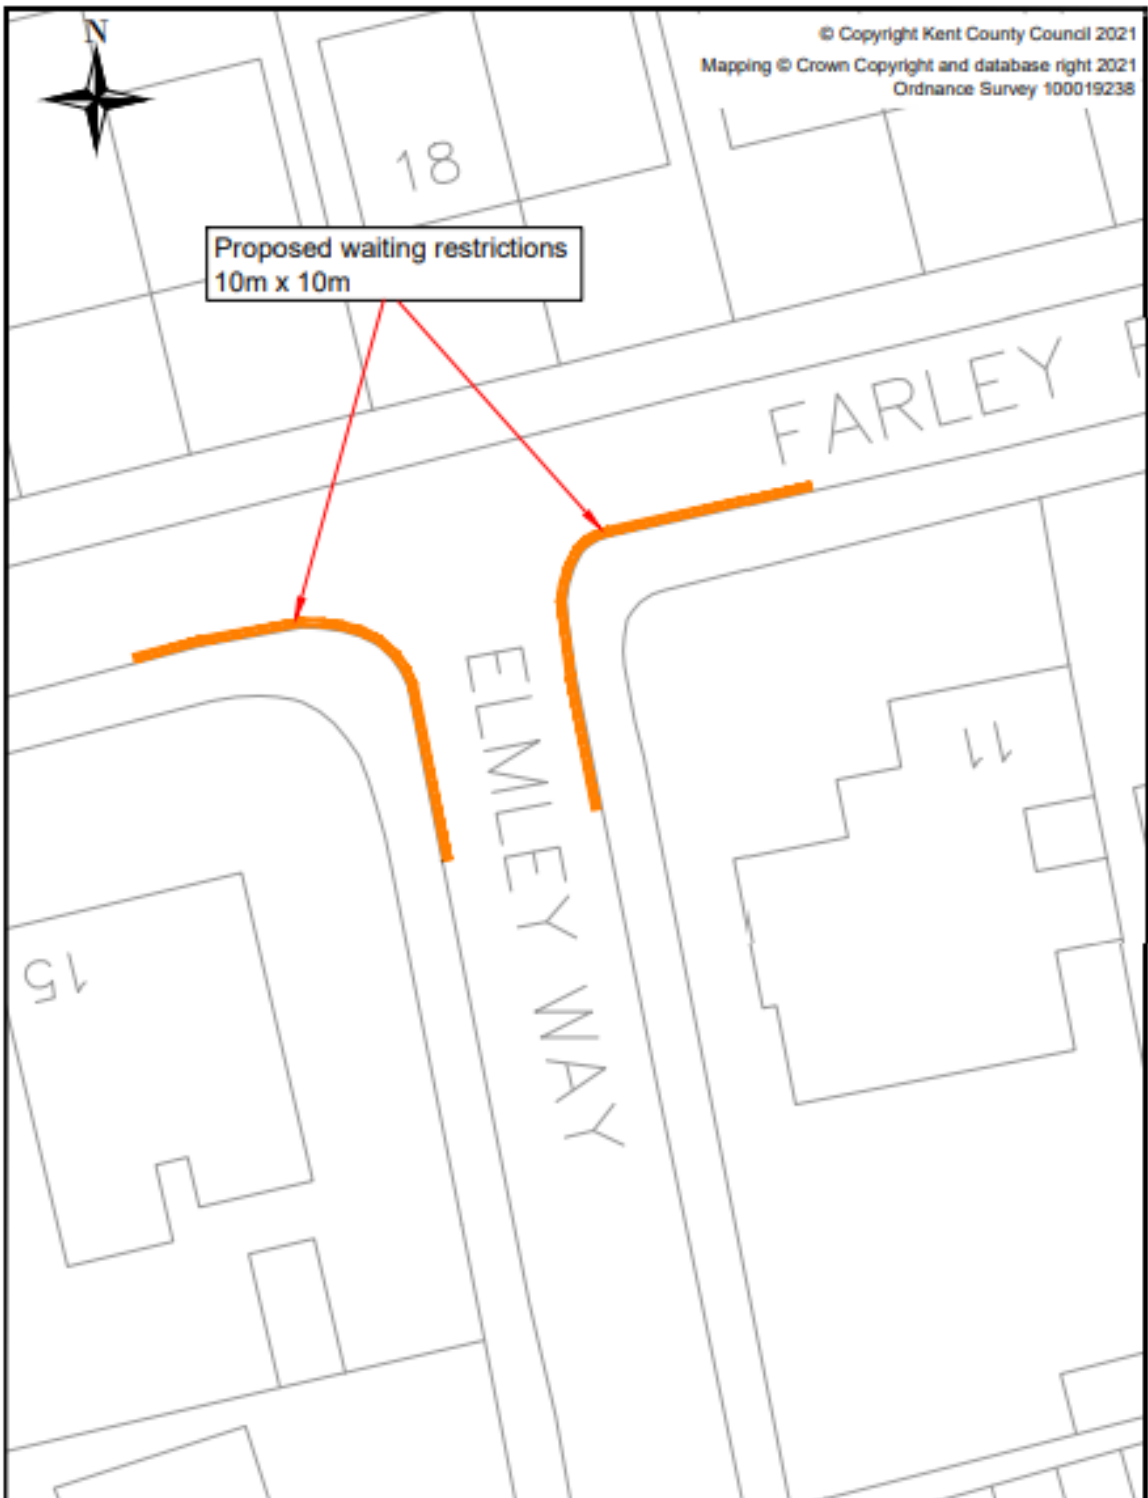 N
© Copyright Kent County Council 2021
Mapping © Crown Copyright and database right 2021
Ordnance Survey 100019238
18
Proposed waiting restrictions
10m x 10m
FARLEY
ELMLEY WAY
11
15